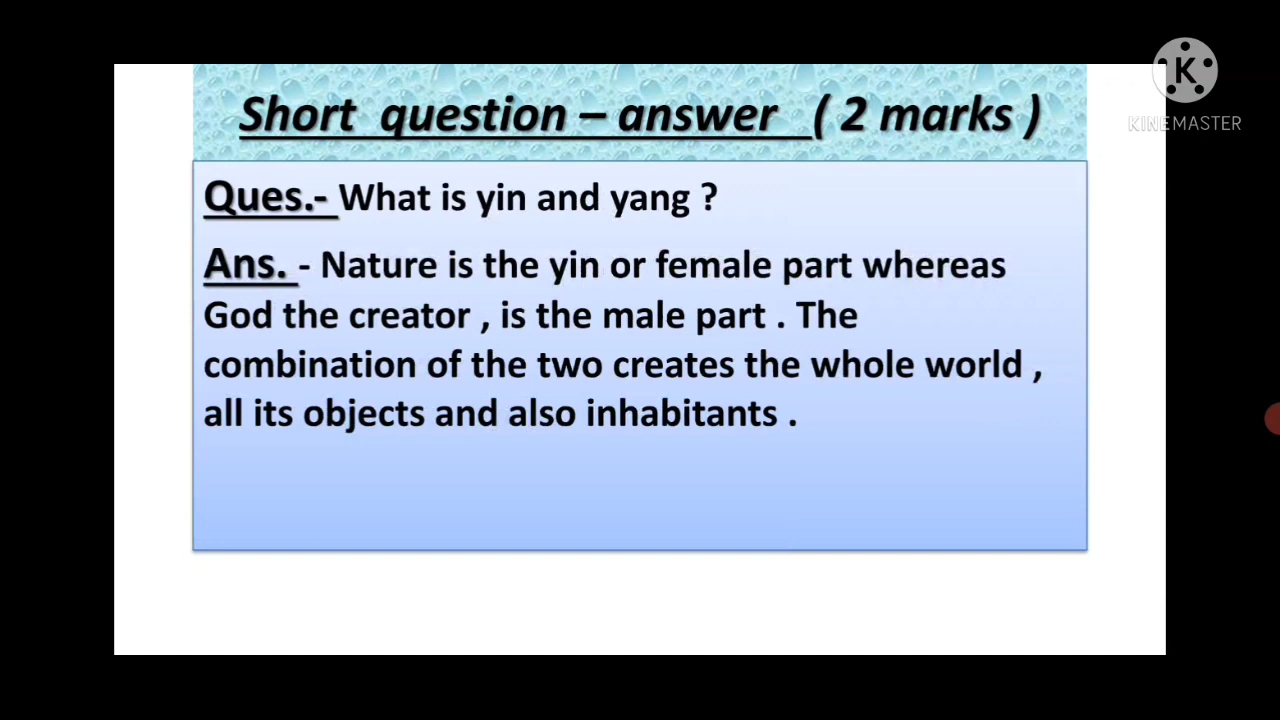 Short question – answer ( 2 marks )
KINEMASTER
Ques.- What is yin and yang ?
Ans. - Nature is the yin or female part whereas
God the creator , is the male part . The
combination of the two creates the whole world ,
all its objects and also inhabitants .